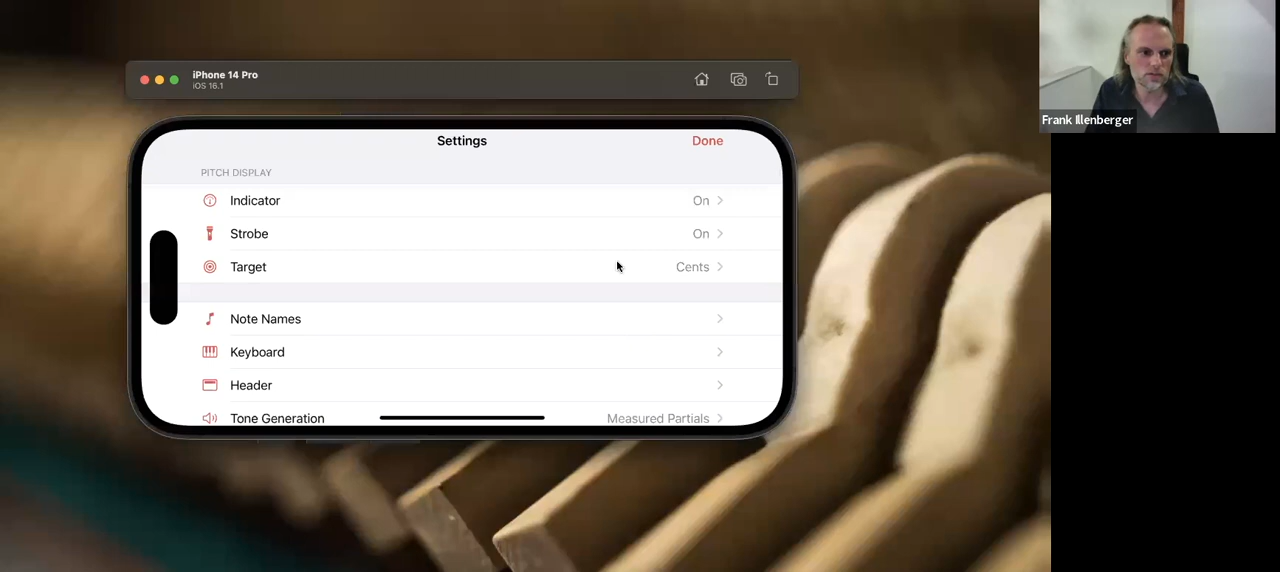 iPhone 14 Pro
iOS 16.1
Settings
Done
PITCH DISPLAY
Indicator On
Strobe On
Target Cents
Note Names
Keyboard
Header
Tone Generation Measured Partials
Frank Illenberger